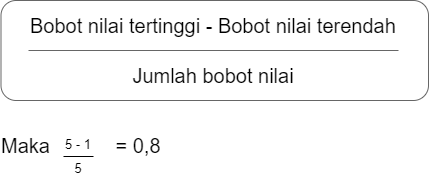 Bobot nilai tertinggi - Bobot nilai terendah
Jumlah bobot nilai
Maka 5 - 1 = 0,8
5